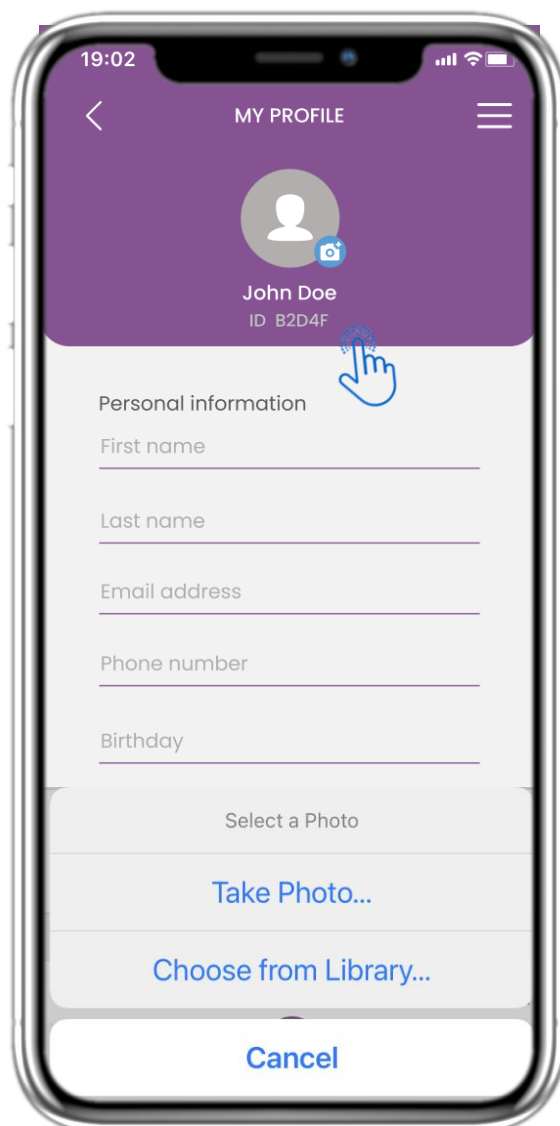 19:02
MY PROFILE
John Doe
ID B2D4F
Personal information
First name
Last name
Email address
Phone number
Birthday
Select a Photo
Take Photo...
Choose from Library...
Cancel